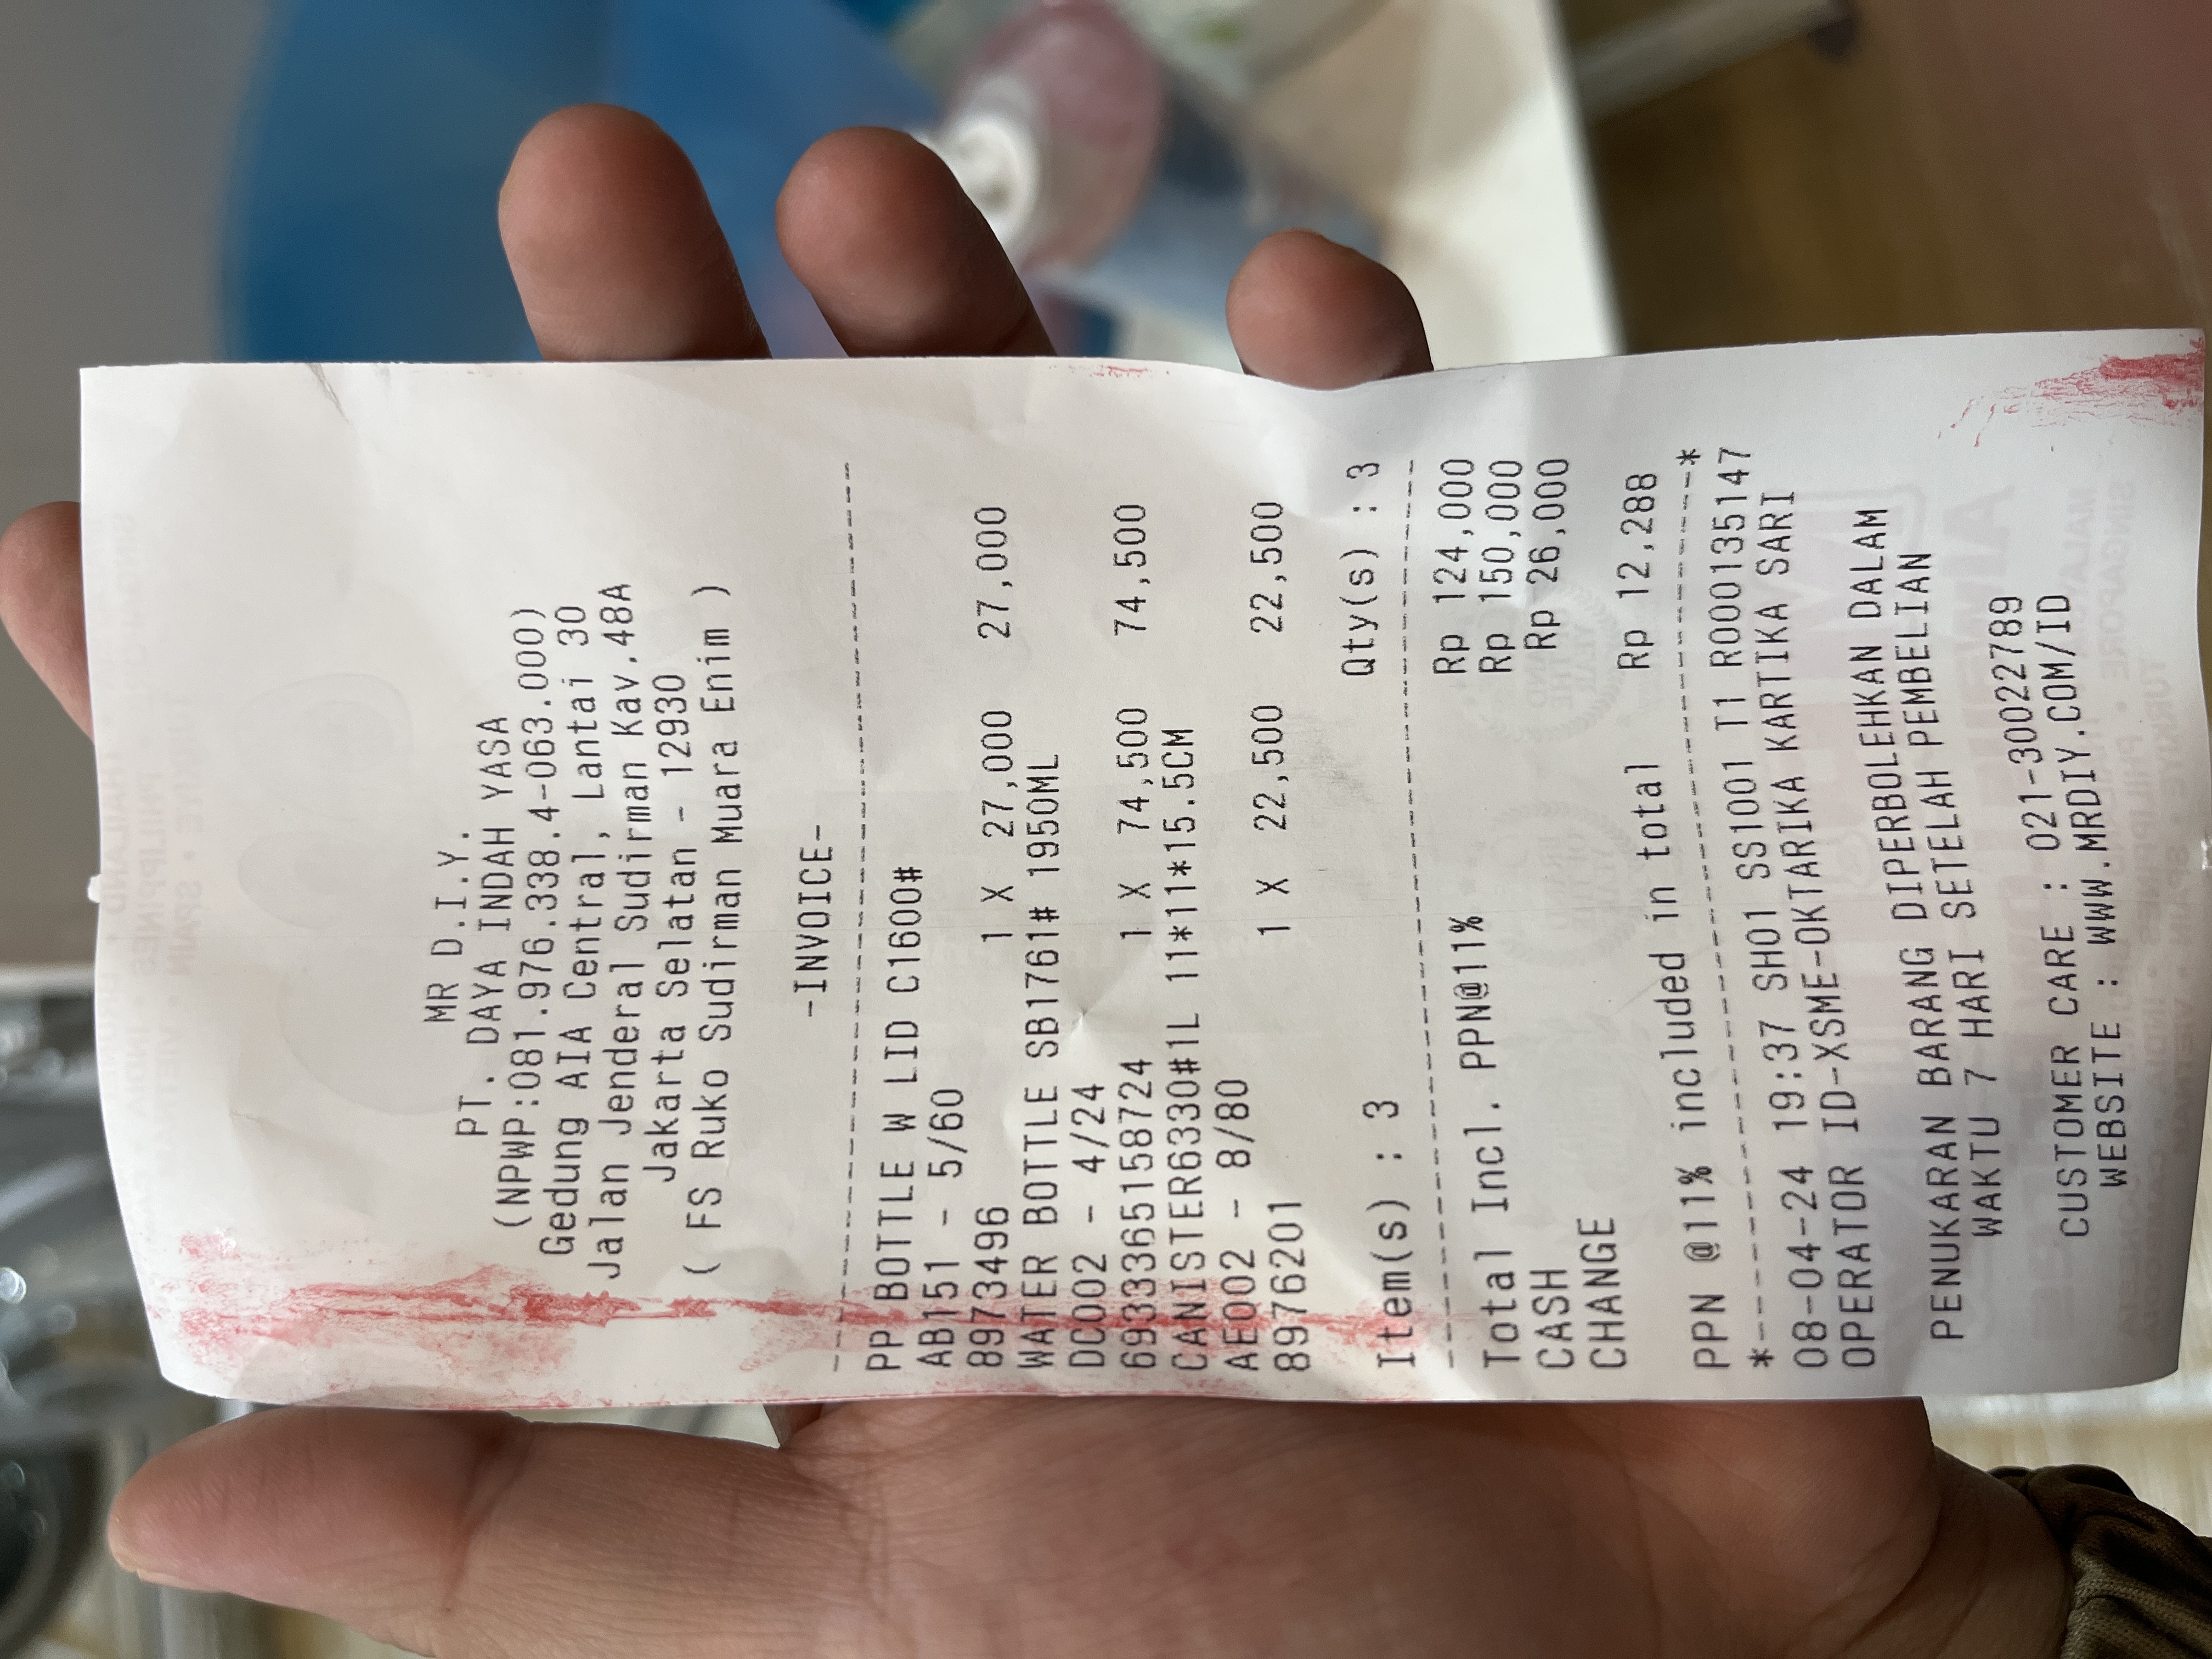 MR D.I.Y.
PT. DAYA INDAH YASA
(NPWP:081.976.338.4-063.000)
Gedung AIA Central, Lantai 30
Jalan Jenderal Sudirman Kav.48A
Jakarta Selatan - 12930
( FS Ruko Sudirman Muara Enim )
-INVOICE-
PP BOTTLE W LID C1600#
AB151 - 5/60
8973496 1 X 27,000 27,000
WATER BOTTLE SB1761# 1950ML
DC002 - 4/24
6933365158724 1 X 74,500 74,500
CANISTER6330#1L 11*11*15.5CM
AE002 - 8/80
8976201 1 X 22,500 22,500
Item(s) : 3 Qty(s) : 3
Total Incl. PPN@11% Rp 124,000
CASH Rp 150,000
CHANGE Rp 26,000
PPN @11% included in total Rp 12,288
*------------------------------*
08-04-24 19:37 SH01 SS1001 T1 R000135147
OPERATOR ID-XSME-OKTARIKA KARTIKA SARI
PENUKARAN BARANG DIPERBOLEHKAN DALAM
WAKTU 7 HARI SETELAH PEMBELIAN
CUSTOMER CARE : 021-30022789
WEBSITE : WWW.MRDIY.COM/ID